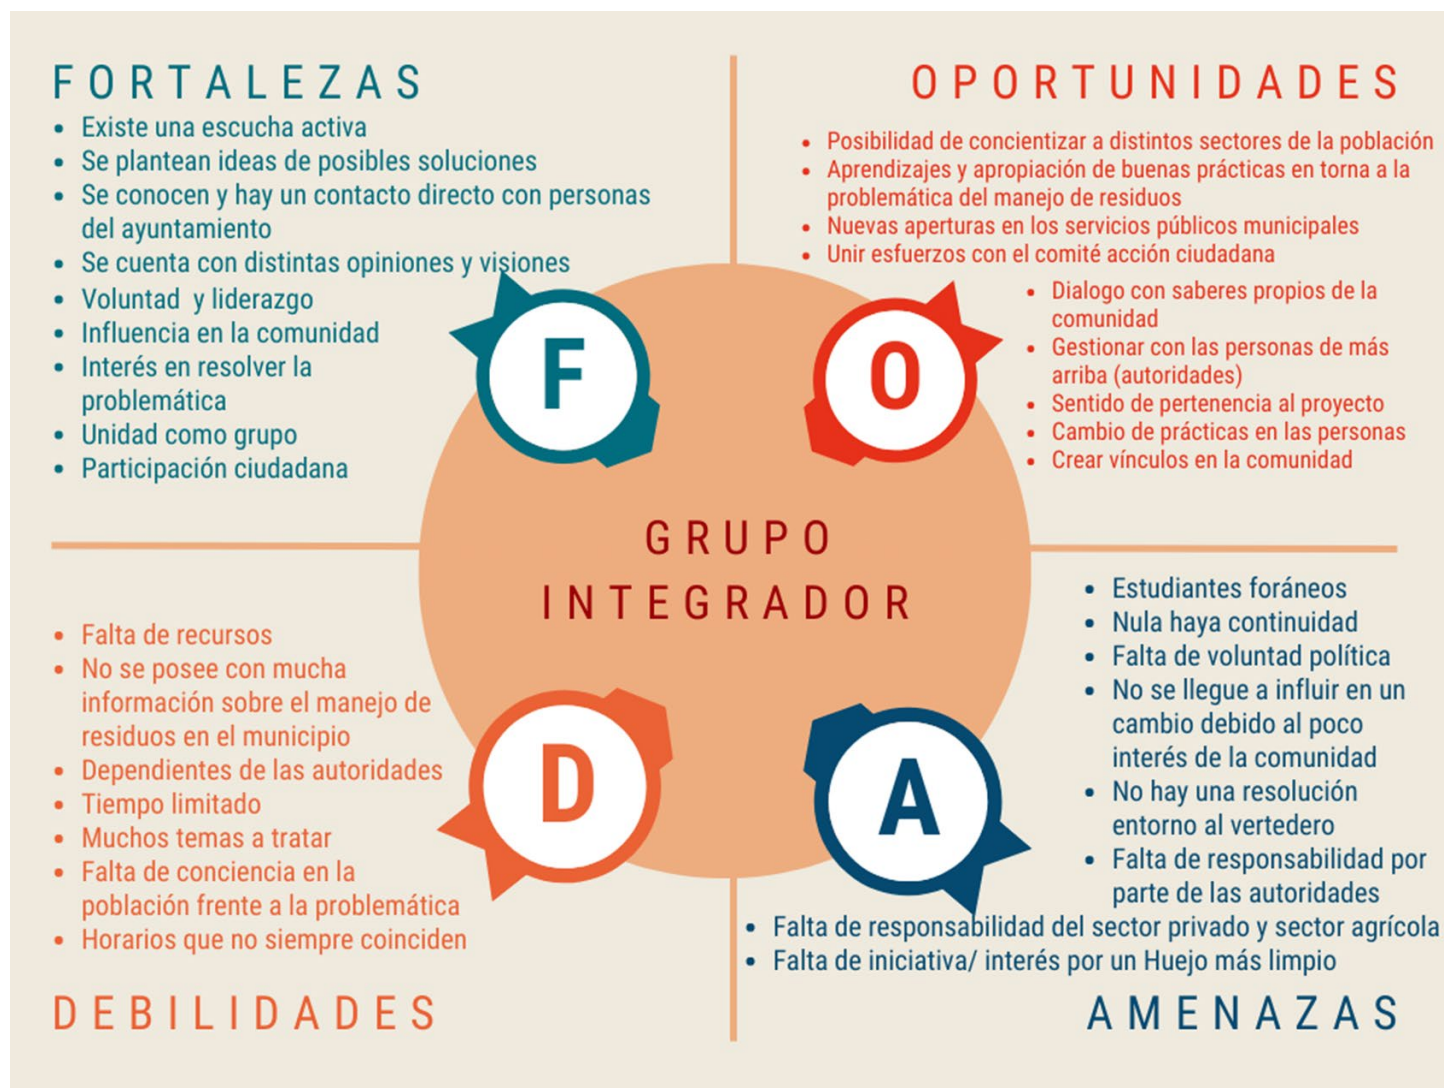 FORTALEZAS
• Existe una escucha activa
• Se plantean ideas de posibles soluciones
• Se conocen y hay un contacto directo con personas
del ayuntamiento
• Se cuenta con distintas opiniones y visiones
• Voluntad y liderazgo
• Influencia en la comunidad
• Interés en resolver la
problemática
• Unidad como grupo
• Participación ciudadana
F
OPORTUNIDADES
• Posibilidad de concientizar a distintos sectores de la población
• Aprendizajes y apropiación de buenas prácticas en torna a la
problemática del manejo de residuos
• Nuevas aperturas en los servicios públicos municipales
• Unir esfuerzos con el comité acción ciudadana
• Dialogo con saberes propios de la
comunidad
• Gestionar con las personas de más
arriba (autoridades)
• Sentido de pertenencia al proyecto
• Cambio de prácticas en las personas
• Crear vínculos en la comunidad
O
GRUPO
INTEGRADOR
• Falta de recursos
• No se posee con mucha
información sobre el manejo de
residuos en el municipio
• Dependientes de las autoridades
• Tiempo limitado
• Muchos temas a tratar
• Falta de conciencia en la
población frente a la problemática
• Horarios que no siempre coinciden
D
DEBILIDADES
• Estudiantes foráneos
• Nula haya continuidad
• Falta de voluntad política
• No se llegue a influir en un
cambio debido al poco
interés de la comunidad
• No hay una resolución
entorno al vertedero
• Falta de responsabilidad por
parte de las autoridades
• Falta de responsabilidad del sector privado y sector agrícola
• Falta de iniciativa/ interés por un Huejo más limpio
A
AMENAZAS